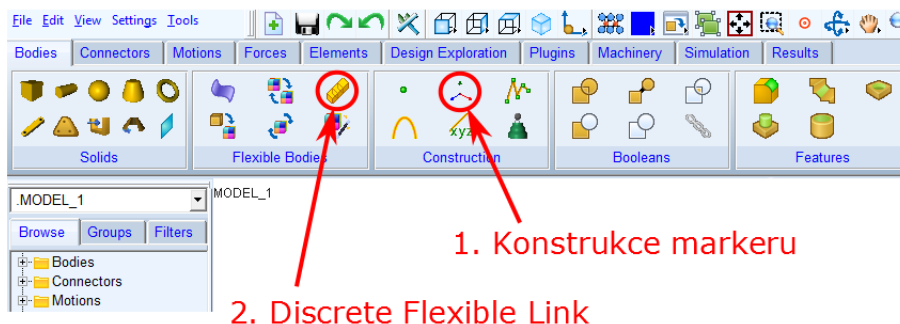 File Edit View Settings Tools
Bodies Connectors Motions Forces Elements Design Exploration Plugins Machinery Simulation Results
xyz
Solids Flexible Bodies Construction Booleans Features
.MODEL_1 MODEL_1
Browse Groups Filters
1. Konstrukce markeru
Bodies
Connectors
Motions
2. Discrete Flexible Link